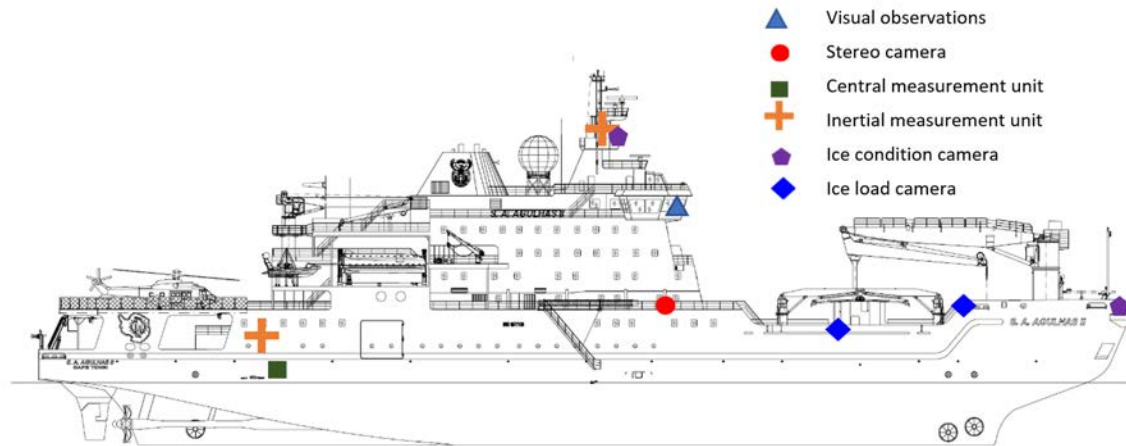 Visual observations
Stereo camera
Central measurement unit
Inertial measurement unit
Ice condition camera
Ice load camera
S. A. AGULHAS II
S. A. AGULHAS II
S. A. AGULHAS II
CAPE TOWN